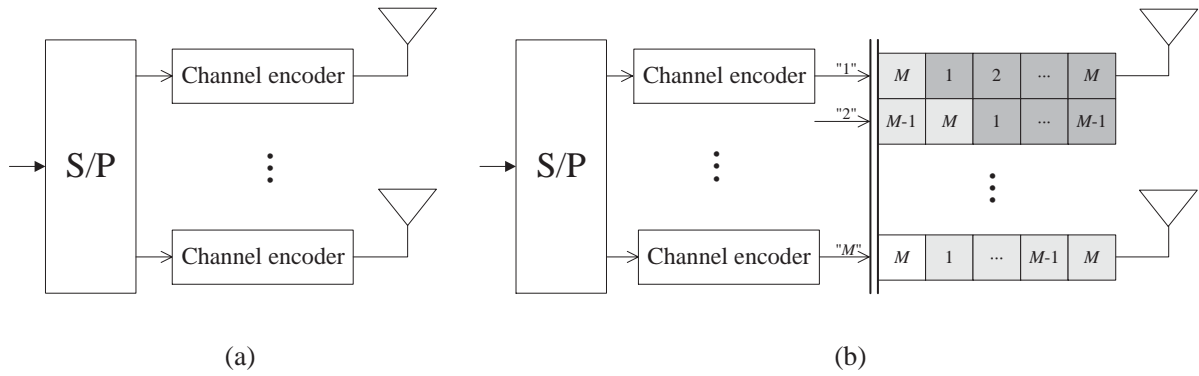 S/P
Channel encoder
⋮
Channel encoder
(a)
S/P
Channel encoder
"1"
"2"
⋮
Channel encoder
"M"
M 1 2 ... M
M-1 M 1 ... M-1
⋮
M 1 ... M-1 M
(b)